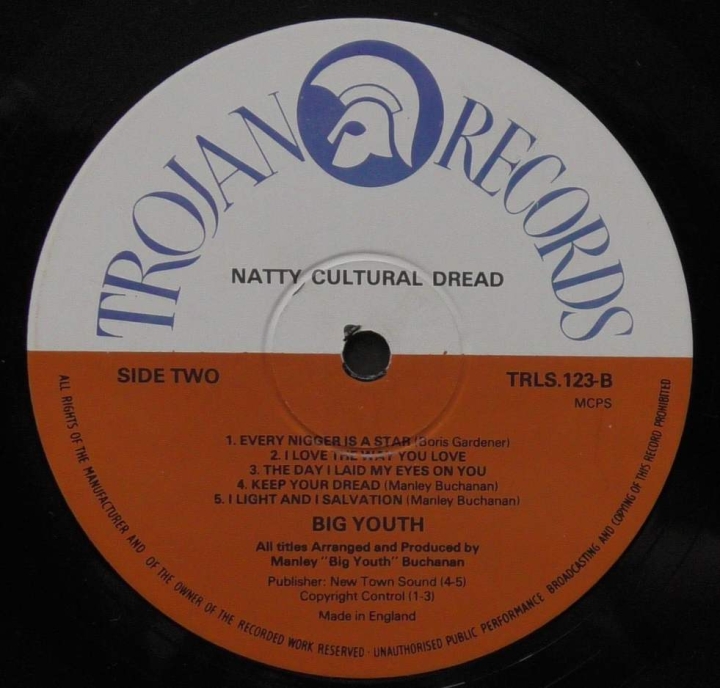 TROJAN RECORDS
NATTY CULTURAL DREAD
SIDE TWO
TRLS.123-B
MCPS
1. EVERY NIGGER IS A STAR (Boris Gardener)
2. I LOVE THE WAY YOU LOVE
3. THE DAY I LAID MY EYES ON YOU
4. KEEP YOUR DREAD (Manley Buchanan)
5. I LIGHT AND I SALVATION (Manley Buchanan)
BIG YOUTH
All titles Arranged and Produced by
Manley "Big Youth" Buchanan
Publisher: New Town Sound (4-5)
Copyright Control (1-3)
Made in England
ALL RIGHTS OF THE MANUFACTURER AND OF THE OWNER OF THE RECORDED WORK RESERVED · UNAUTHORISED PUBLIC PERFORMANCE BROADCASTING AND COPYING OF THIS RECORD PROHIBITED